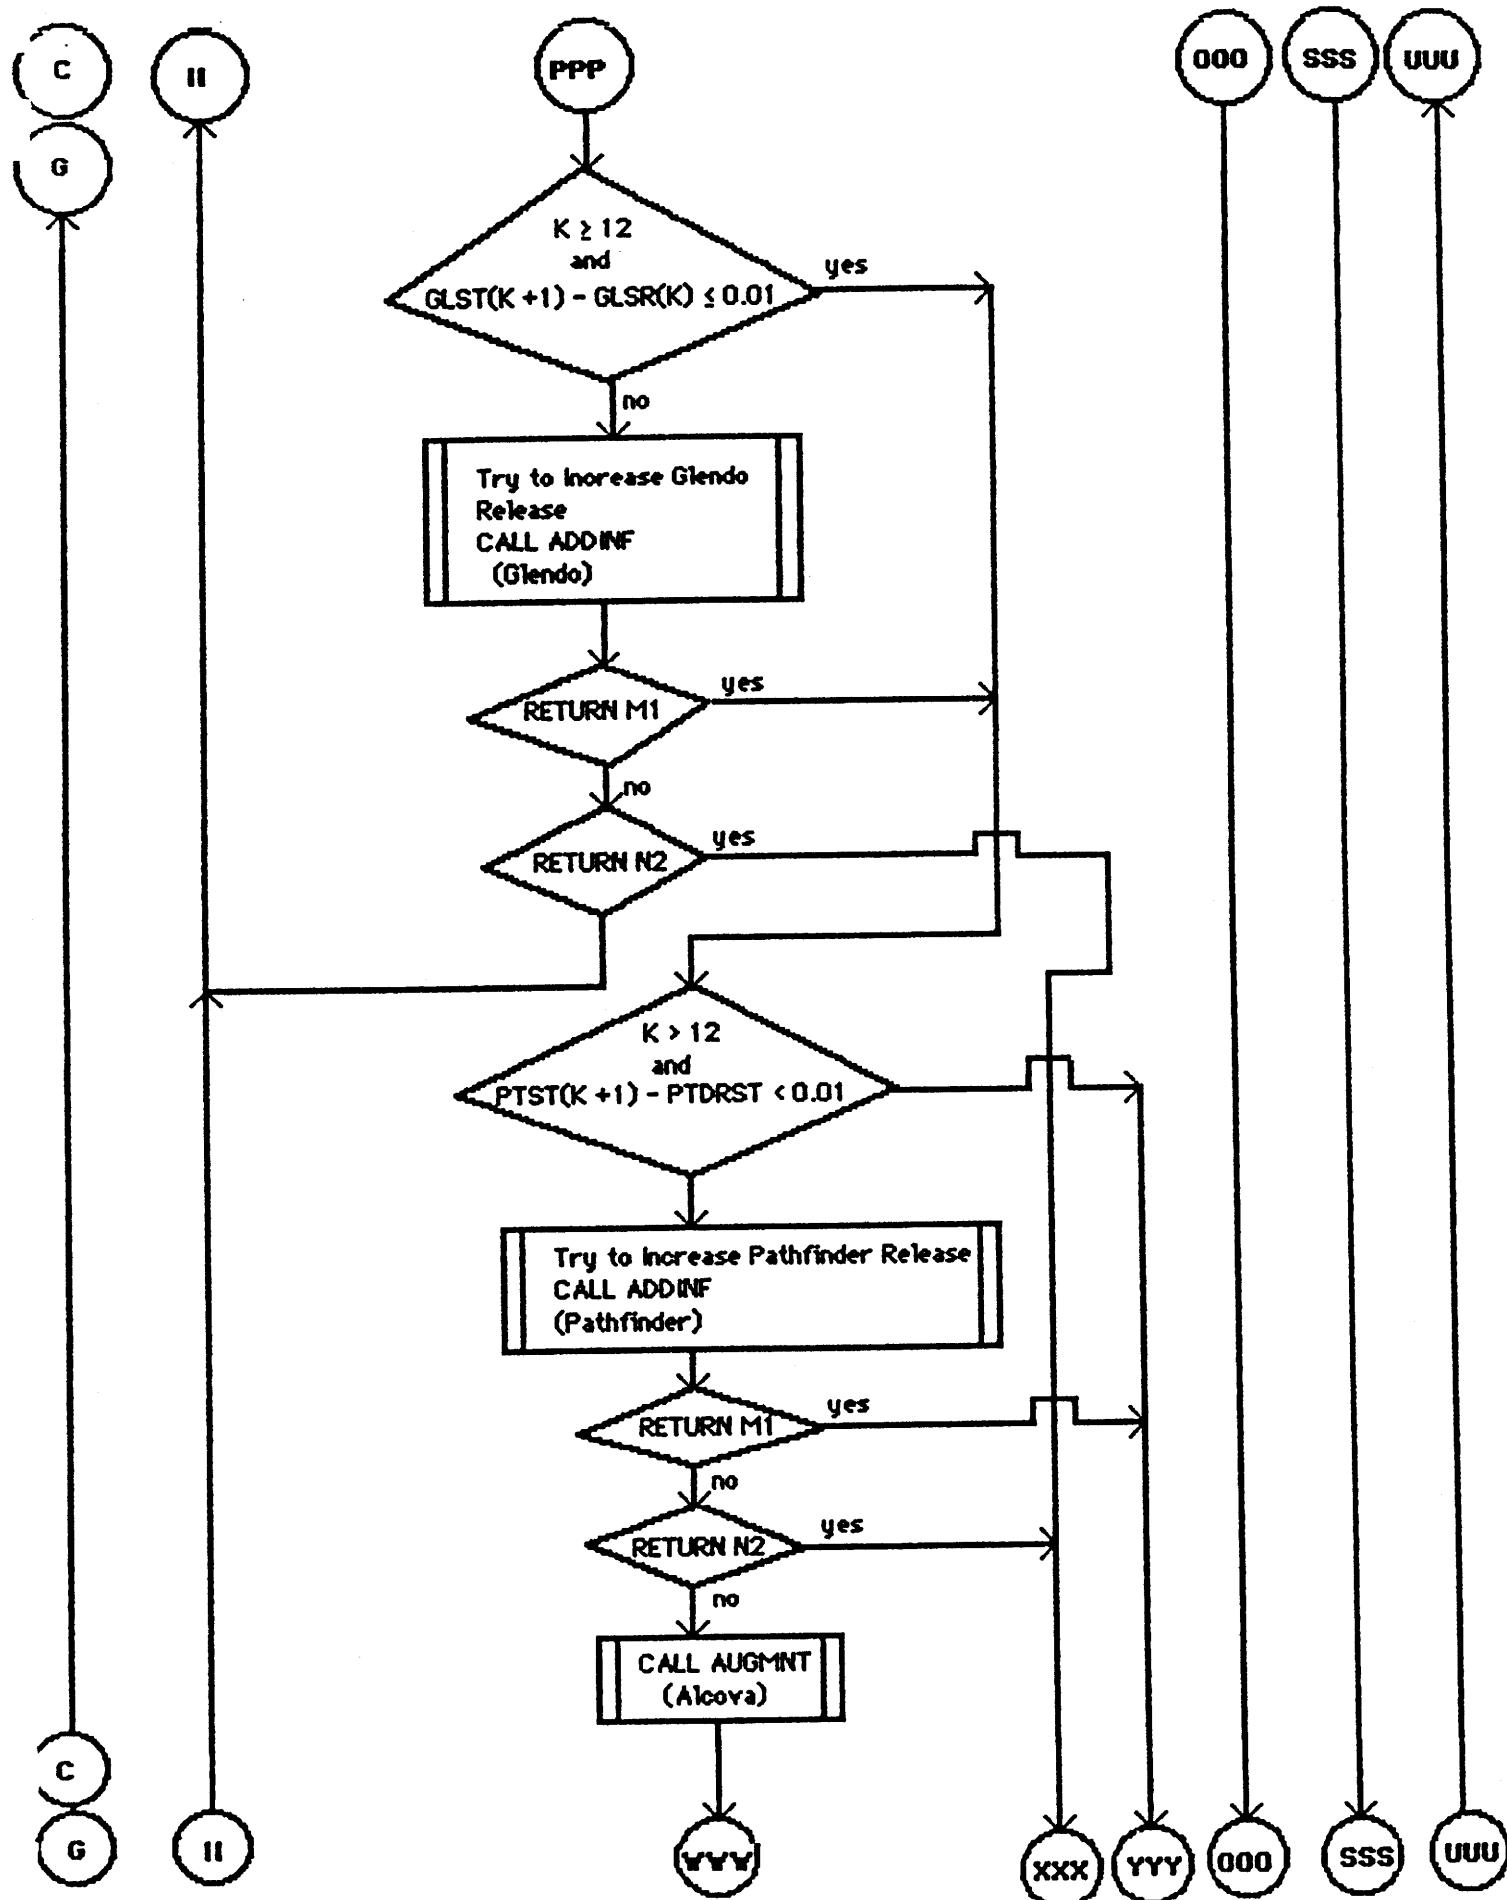 C
II
PPP
OOO
SSS
UUU
G
K ≥ 12
and
GLST(K +1) - GLSR(K) ≤ 0.01
yes
no
Try to Increase Glendo
Release
CALL ADDINF
(Glendo)
RETURN M1
yes
no
RETURN N2
yes
K > 12
and
PTST(K +1) - PTDRST < 0.01
Try to Increase Pathfinder Release
CALL ADDINF
(Pathfinder)
RETURN M1
yes
no
RETURN N2
yes
no
CALL AUGMNT
(Alcova)
C
G
II
WWW
XXX
YYY
OOO
SSS
UUU